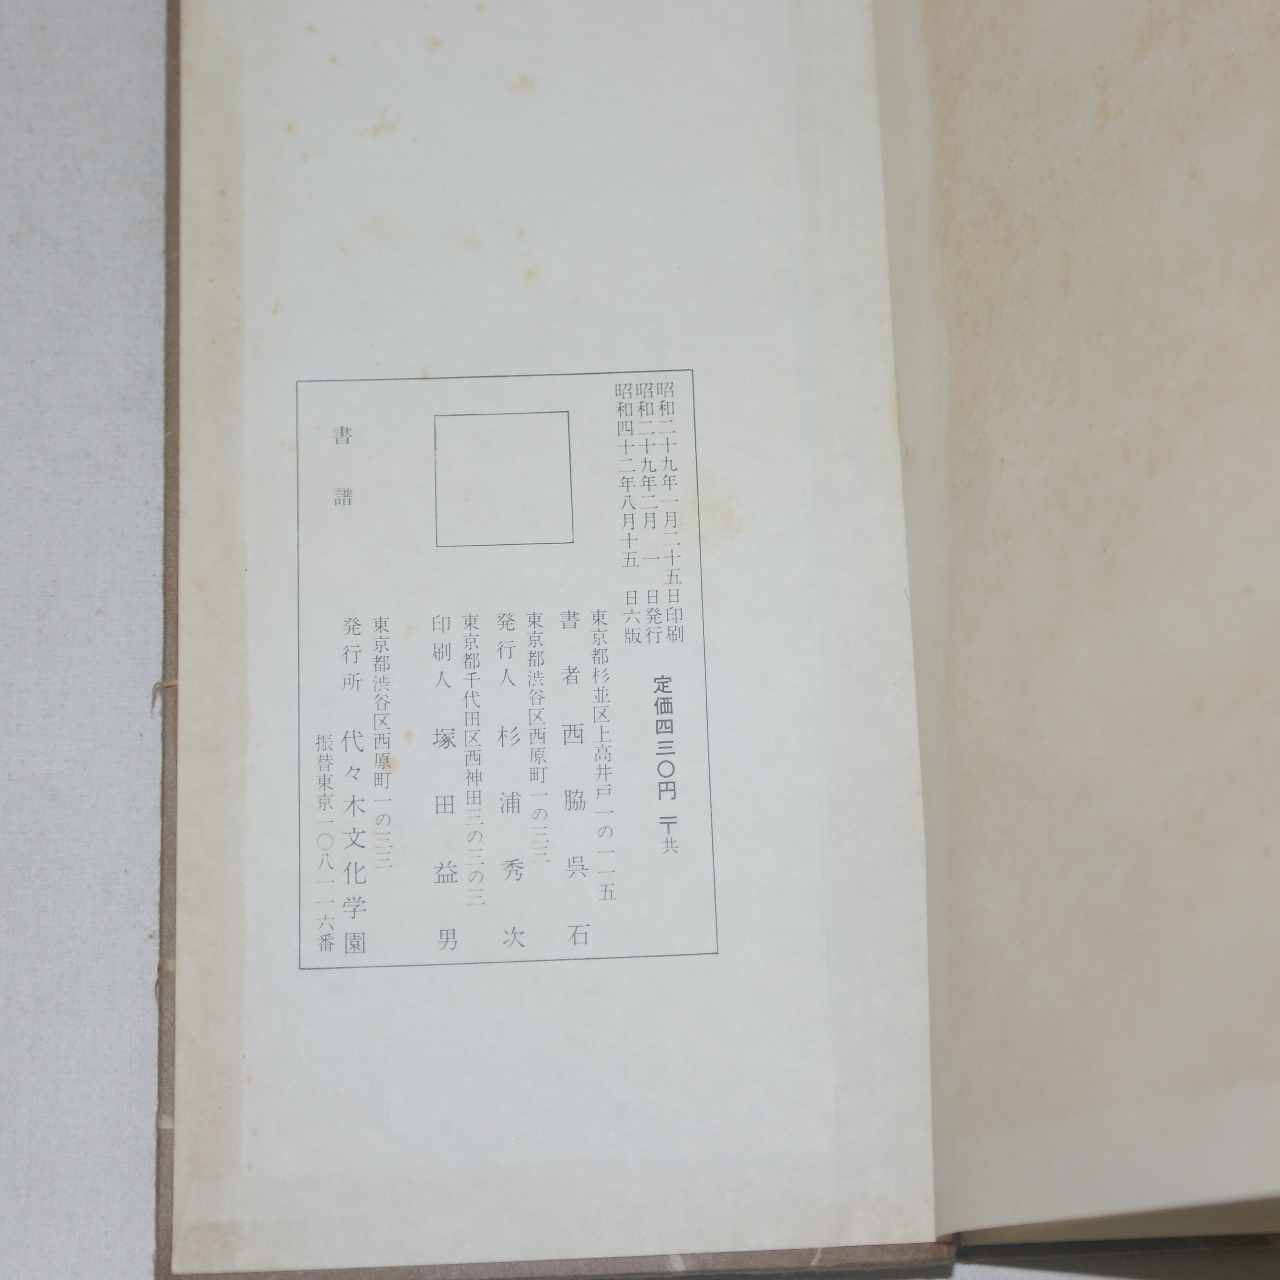 昭和二十九年一月二十五日印刷
昭和二十九年二月　一　日発行
昭和四十二年八月十五　日六版
定価四三〇円　〒共
東京都杉並区上高井戸一の一一五
書者　西脇呉石
東京都渋谷区西原町一の三三
発行人　杉浦秀次
東京都千代田区西神田三の三の三
印刷人　塚田益男
東京都渋谷区西原町一の三三
発行所　代々木文化学園
振替東京一〇八一一六番
書譜